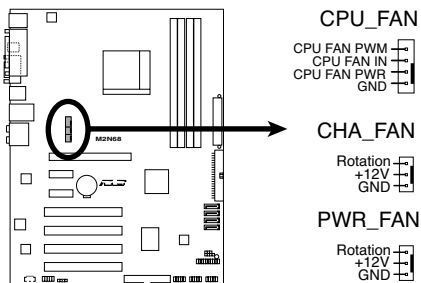 CPU_FAN
CPU FAN PWM
CPU FAN IN
CPU FAN PWR
GND
M2N68
CHA_FAN
Rotation
+12V
GND
ASUS
PWR_FAN
Rotation
+12V
GND